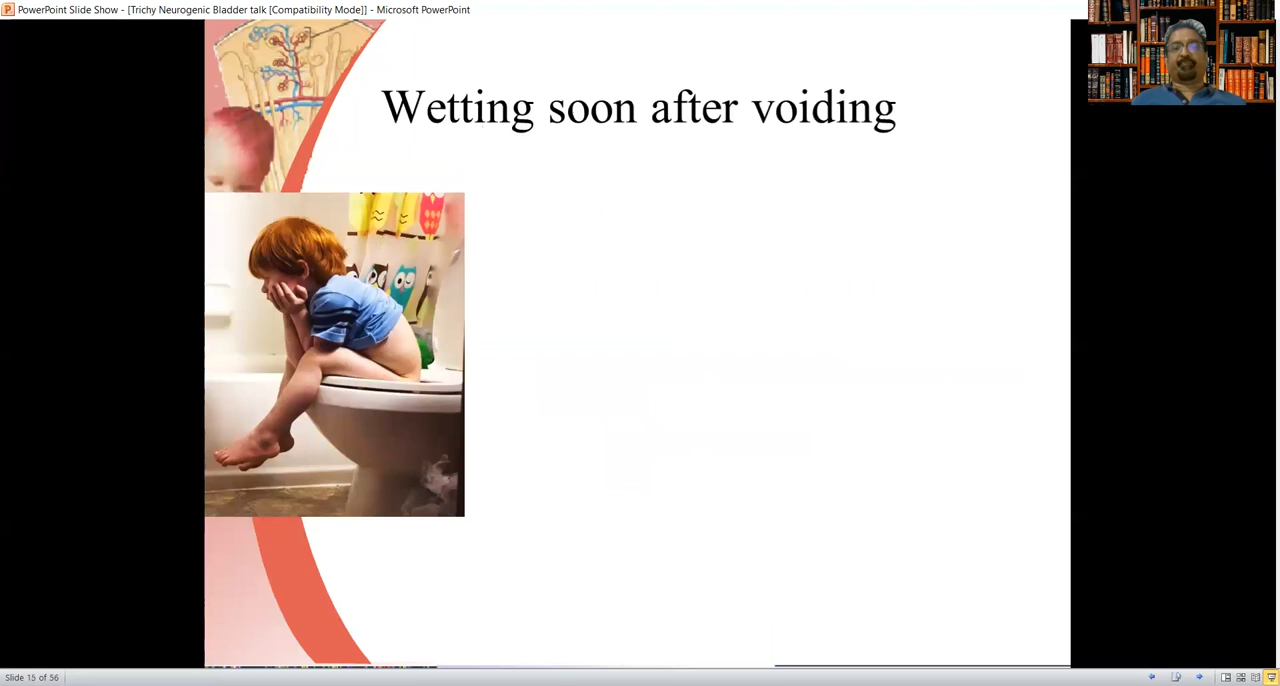 PowerPoint Slide Show - [Trichy Neurogenic Bladder talk [Compatibility Mode]] - Microsoft PowerPoint
Wetting soon after voiding
Slide 15 of 56